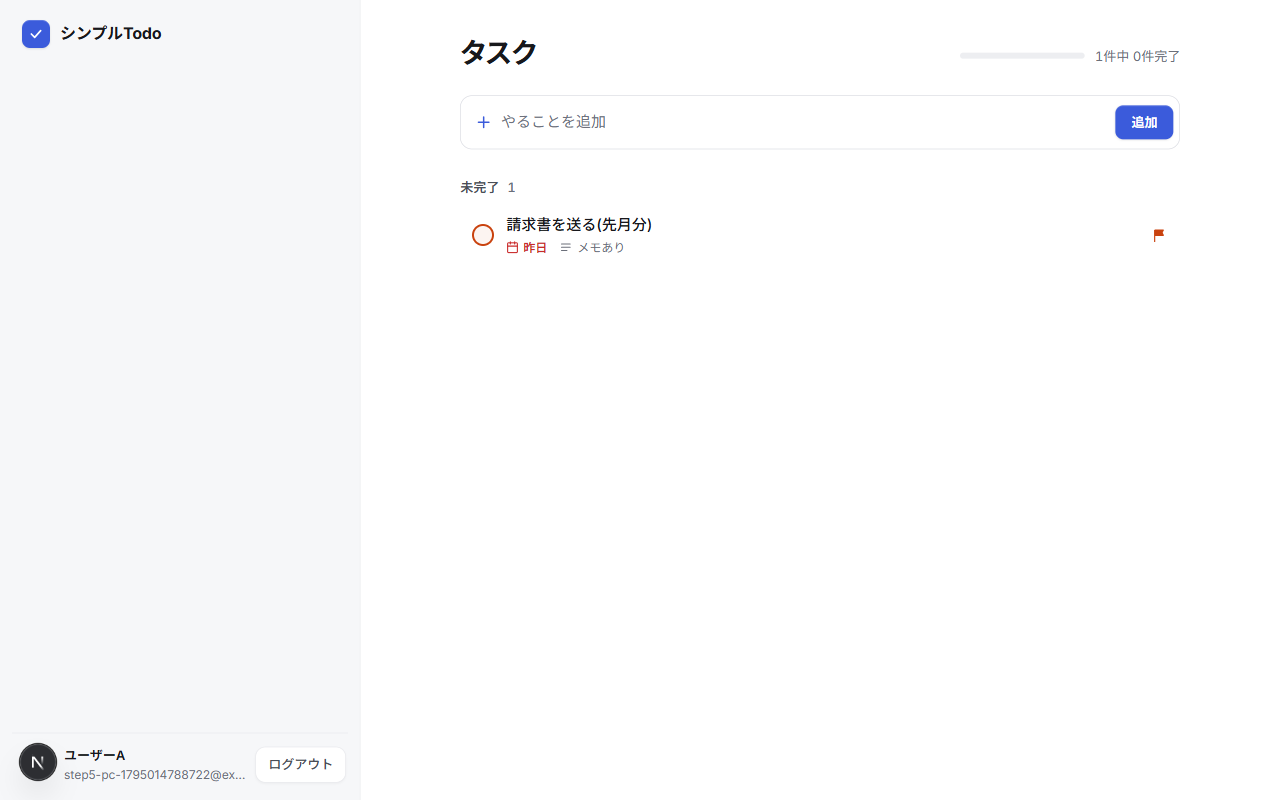 シンプルTodo
タスク
1件中 0件完了
やることを追加
追加
未完了 1
請求書を送る(先月分)
昨日 メモあり
N
ユーザーA
step5-pc-1795014788722@ex...
ログアウト